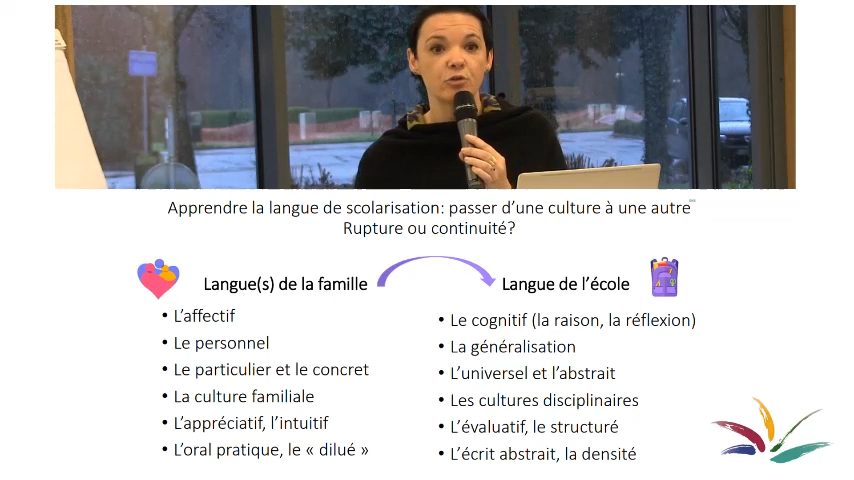 Apprendre la langue de scolarisation: passer d’une culture à une autre
Rupture ou continuité?
Langue(s) de la famille
• L’affectif
• Le personnel
• Le particulier et le concret
• La culture familiale
• L’appréciatif, l’intuitif
• L’oral pratique, le « dilué »
Langue de l’école
• Le cognitif (la raison, la réflexion)
• La généralisation
• L’universel et l’abstrait
• Les cultures disciplinaires
• L’évaluatif, le structuré
• L’écrit abstrait, la densité